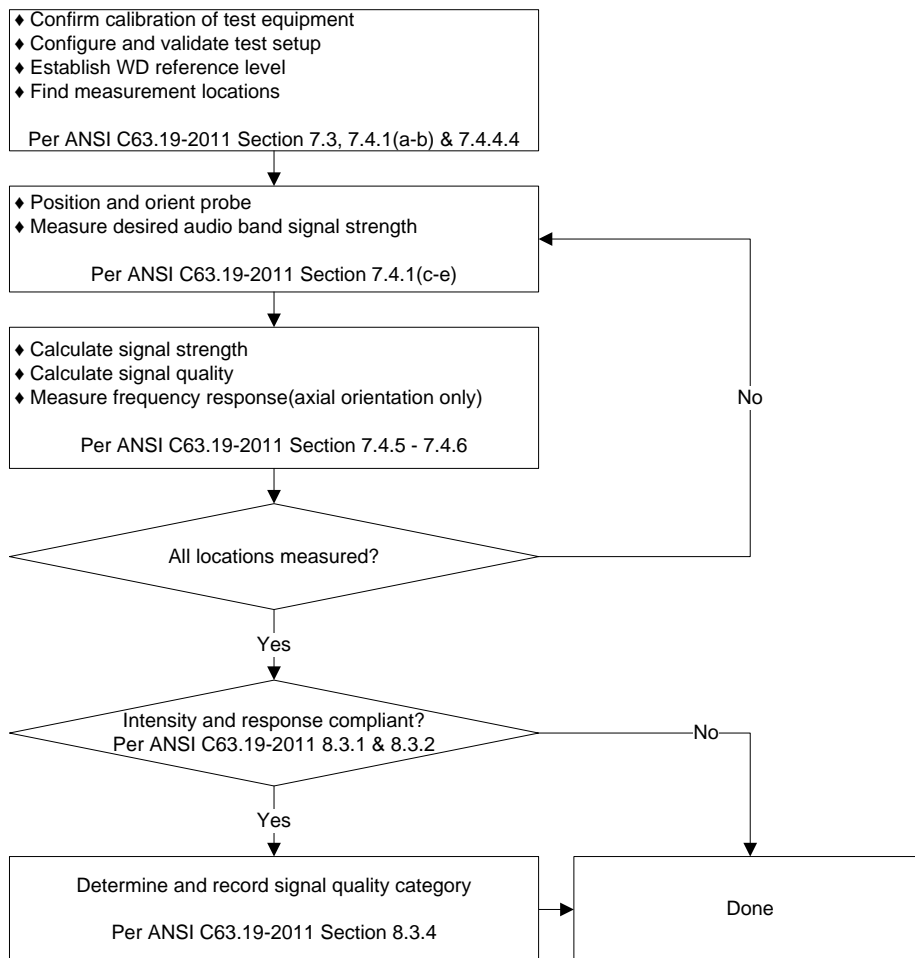 ♦ Confirm calibration of test equipment
♦ Configure and validate test setup
♦ Establish WD reference level
♦ Find measurement locations
Per ANSI C63.19-2011 Section 7.3, 7.4.1(a-b) & 7.4.4.4
♦ Position and orient probe
♦ Measure desired audio band signal strength
Per ANSI C63.19-2011 Section 7.4.1(c-e)
♦ Calculate signal strength
♦ Calculate signal quality
♦ Measure frequency response(axial orientation only)
Per ANSI C63.19-2011 Section 7.4.5 - 7.4.6
No
All locations measured?
Yes
Intensity and response compliant?
Per ANSI C63.19-2011 8.3.1 & 8.3.2
No
Yes
Determine and record signal quality category
Per ANSI C63.19-2011 Section 8.3.4
Done